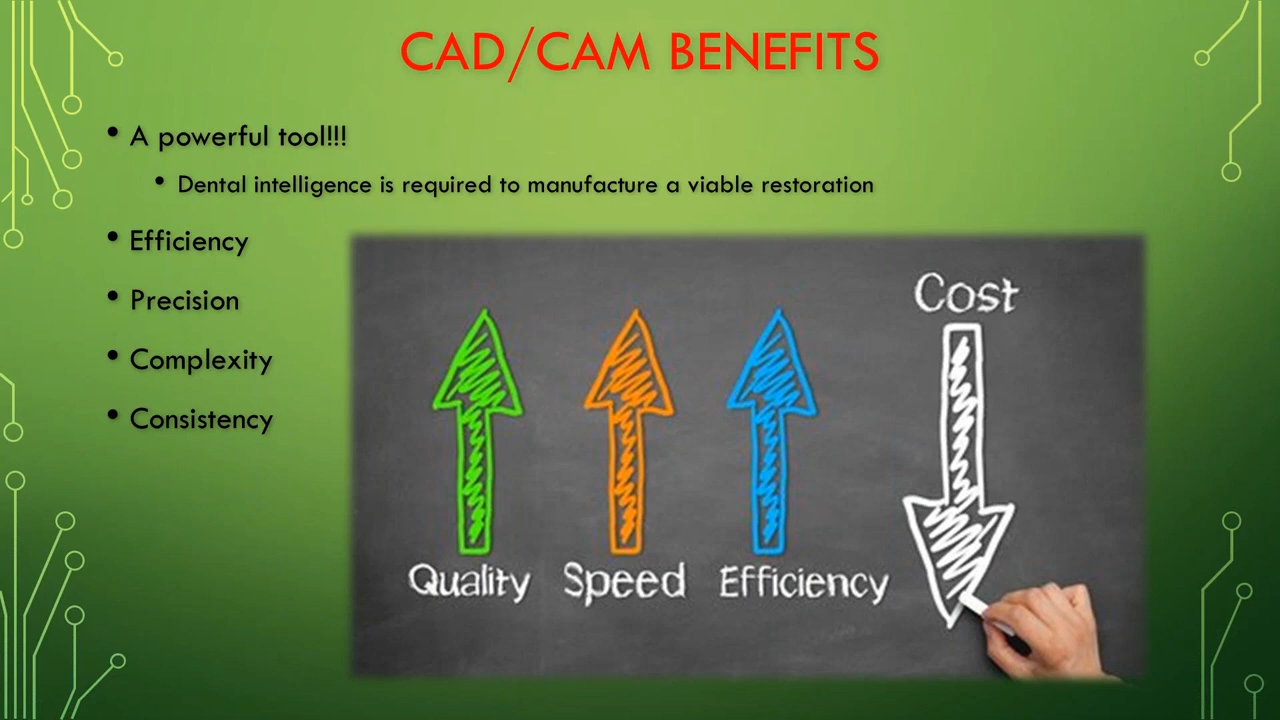 CAD/CAM BENEFITS
• A powerful tool!!!
• Dental intelligence is required to manufacture a viable restoration
• Efficiency
• Precision
• Complexity
• Consistency
Cost
Quality Speed Efficiency